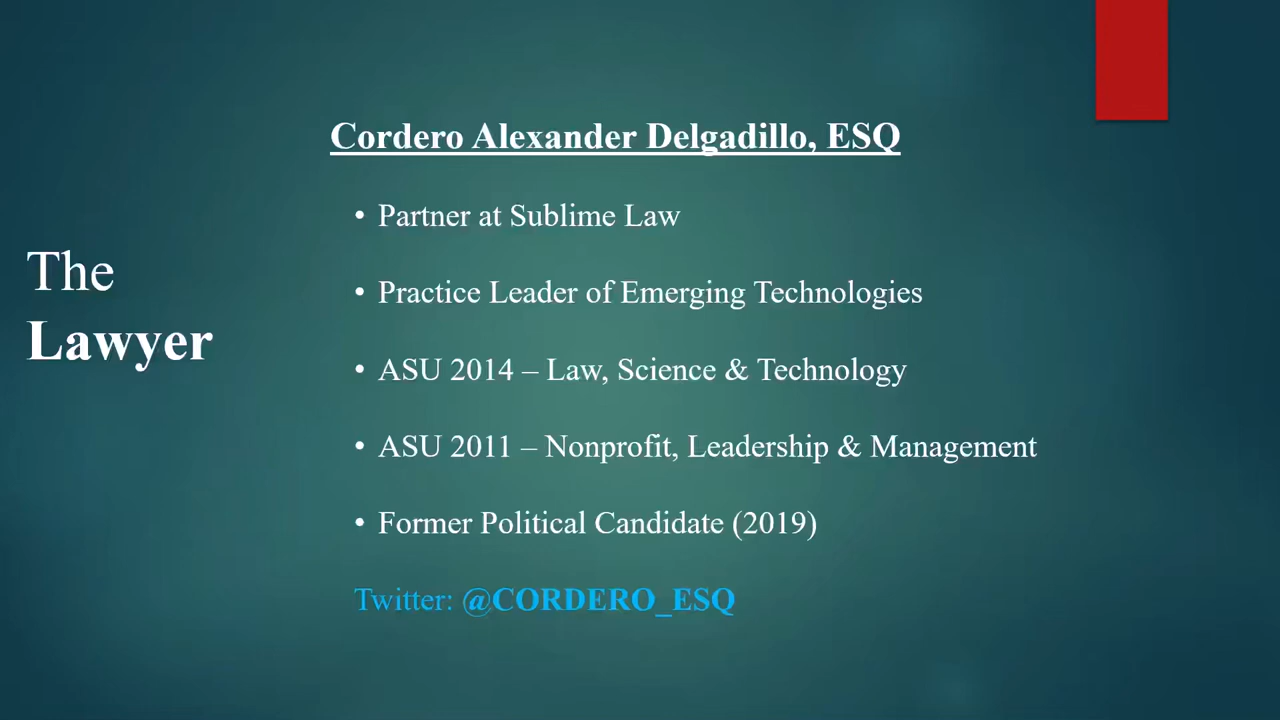 The
Lawyer
Cordero Alexander Delgadillo, ESQ
• Partner at Sublime Law
• Practice Leader of Emerging Technologies
• ASU 2014 – Law, Science & Technology
• ASU 2011 – Nonprofit, Leadership & Management
• Former Political Candidate (2019)
Twitter: @CORDERO_ESQ